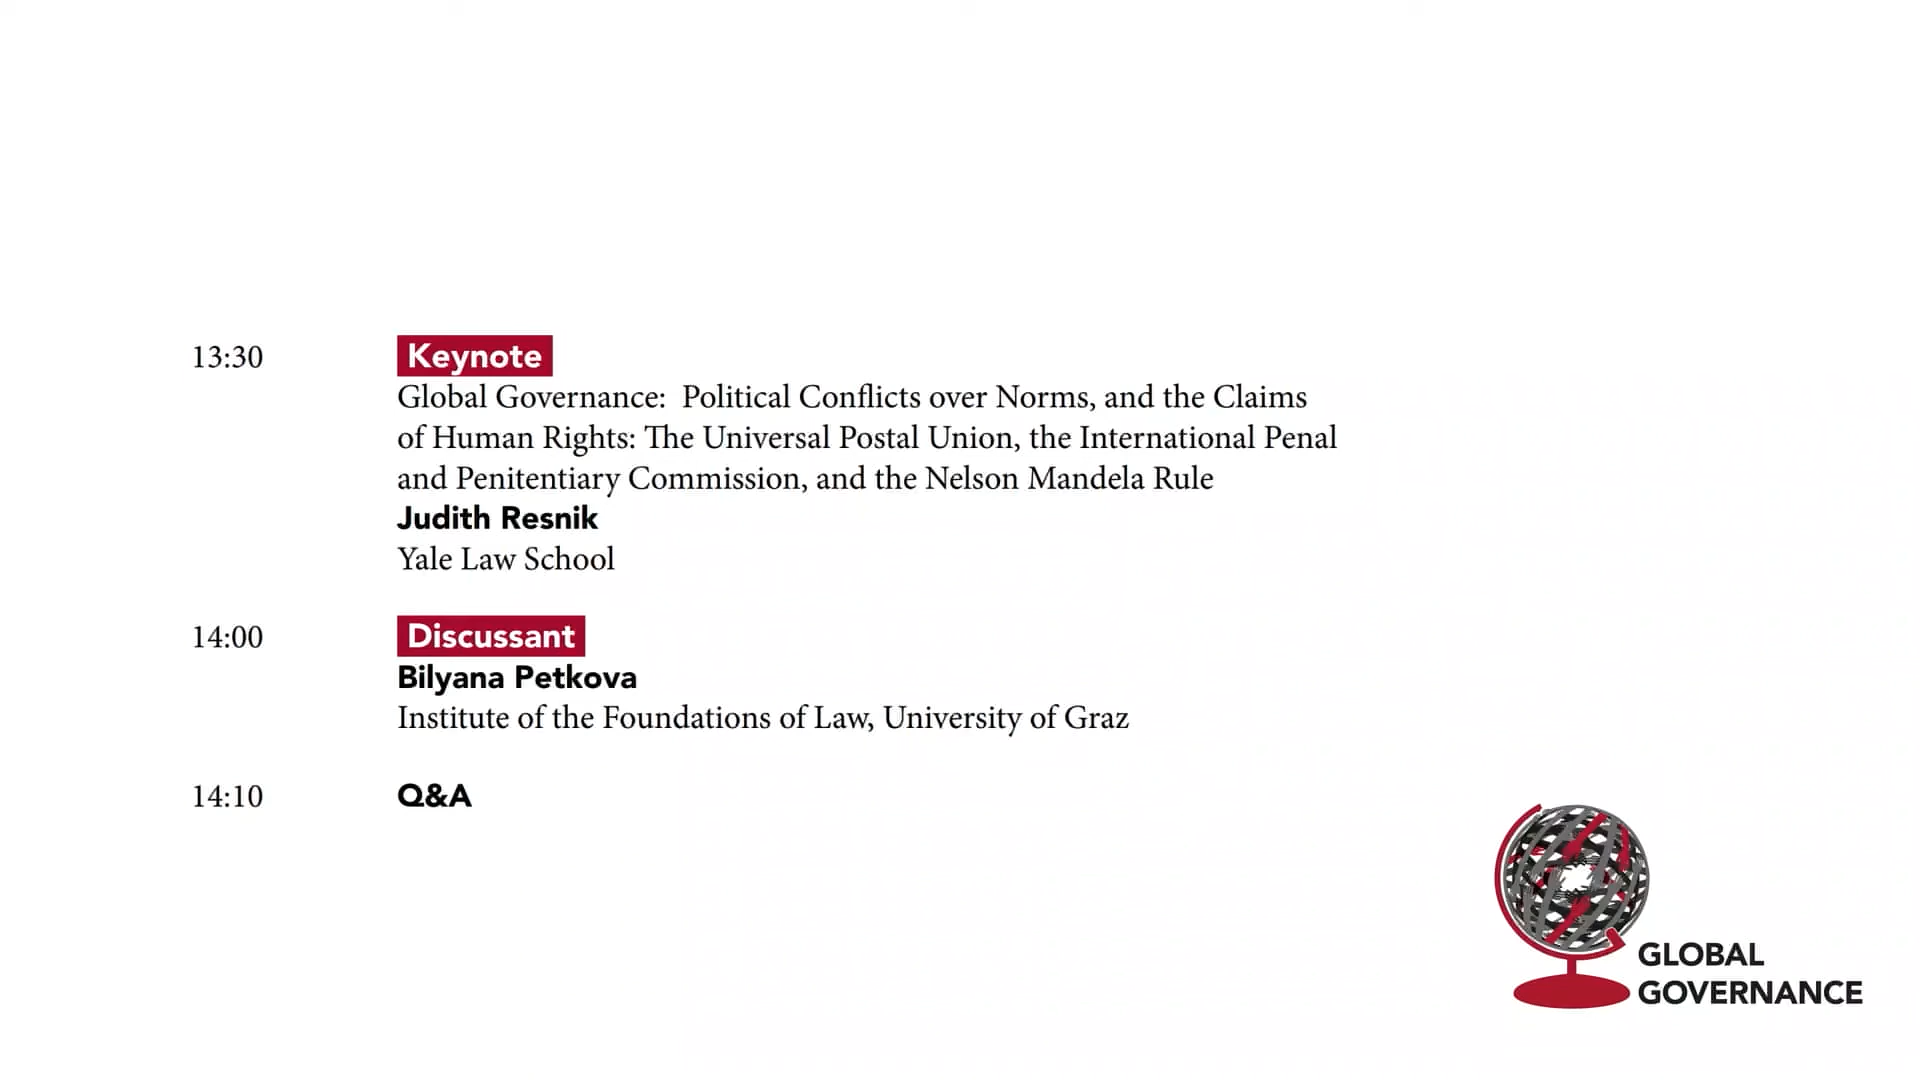 13:30
Keynote
Global Governance:  Political Conflicts over Norms, and the Claims
of Human Rights: The Universal Postal Union, the International Penal
and Penitentiary Commission, and the Nelson Mandela Rule
Judith Resnik
Yale Law School
14:00
Discussant
Bilyana Petkova
Institute of the Foundations of Law, University of Graz
14:10
Q&A
GLOBAL
GOVERNANCE